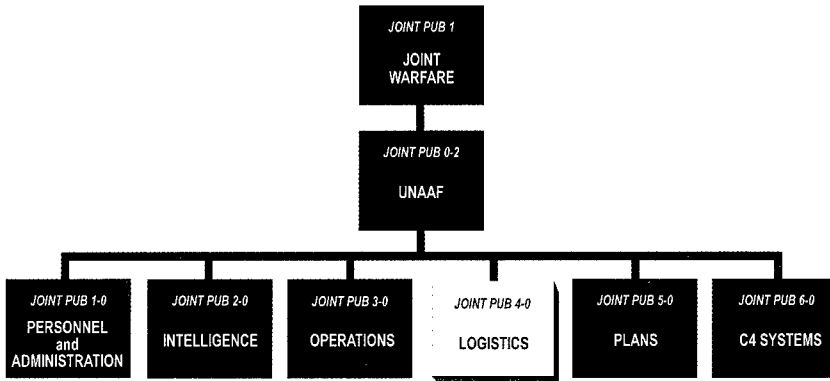 JOINT PUB 1
JOINT
WARFARE
JOINT PUB 0-2
UNAAF
JOINT PUB 1-0
PERSONNEL
and
ADMINISTRATION
JOINT PUB 2-0
INTELLIGENCE
JOINT PUB 3-0
OPERATIONS
JOINT PUB 4-0
LOGISTICS
JOINT PUB 5-0
PLANS
JOINT PUB 6-0
C4 SYSTEMS